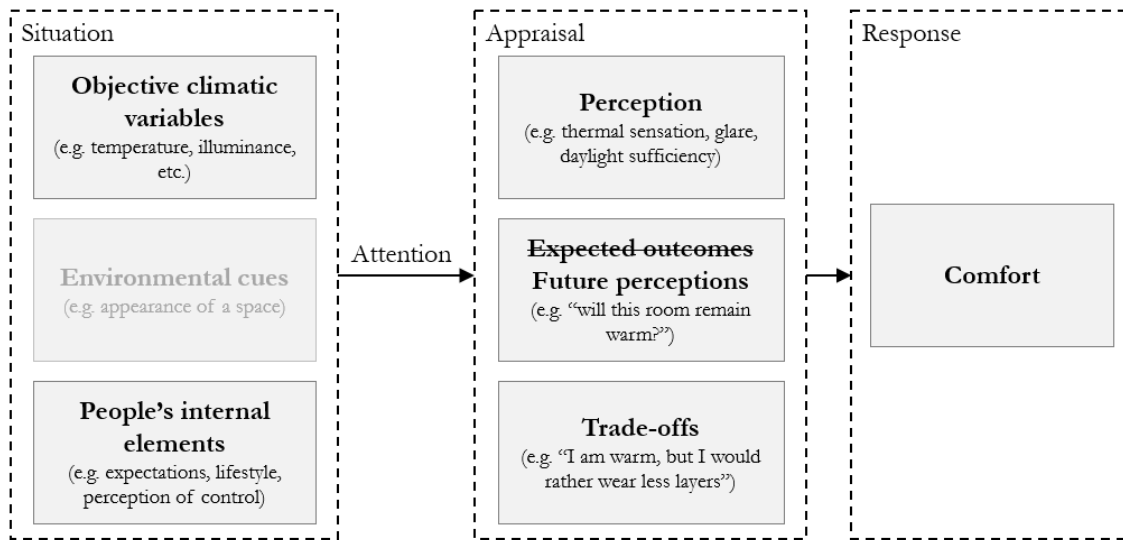 Situation
Objective climatic
variables
(e.g. temperature, illuminance,
etc.)
Environmental cues
(e.g. appearance of a space)
People's internal
elements
(e.g. expectations, lifestyle,
perception of control)
Attention
Appraisal
Perception
(e.g. thermal sensation, glare,
daylight sufficiency)
Expected outcomes
Future perceptions
(e.g. “will this room remain
warm?”)
Trade-offs
(e.g. “I am warm, but I would
rather wear less layers”)
Response
Comfort